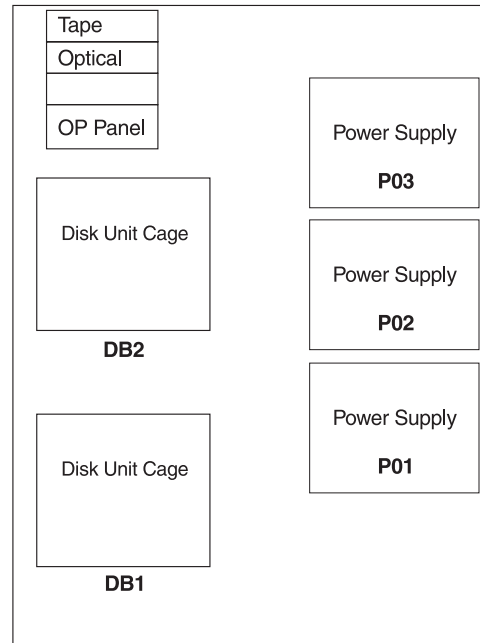 Tape
Optical
OP Panel
Disk Unit Cage
DB2
Disk Unit Cage
DB1
Power Supply
P03
Power Supply
P02
Power Supply
P01